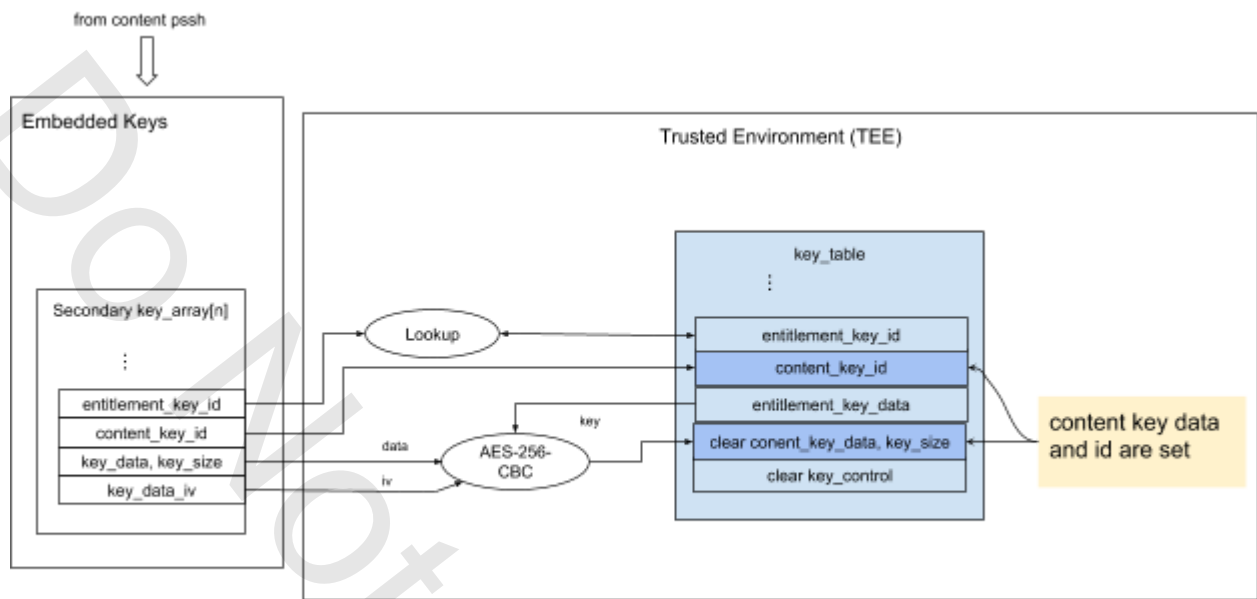 from content pssh
Embedded Keys
Trusted Environment (TEE)
key_table
⋮
Secondary key_array[n]
⋮
Lookup
entitlement_key_id
content_key_id
entitlement_key_data
clear conent_key_data, key_size
clear key_control
entitlement_key_id
content_key_id
key_data, key_size
key_data_iv
key
data
iv
AES-256-
CBC
content key data
and id are set
Do Not